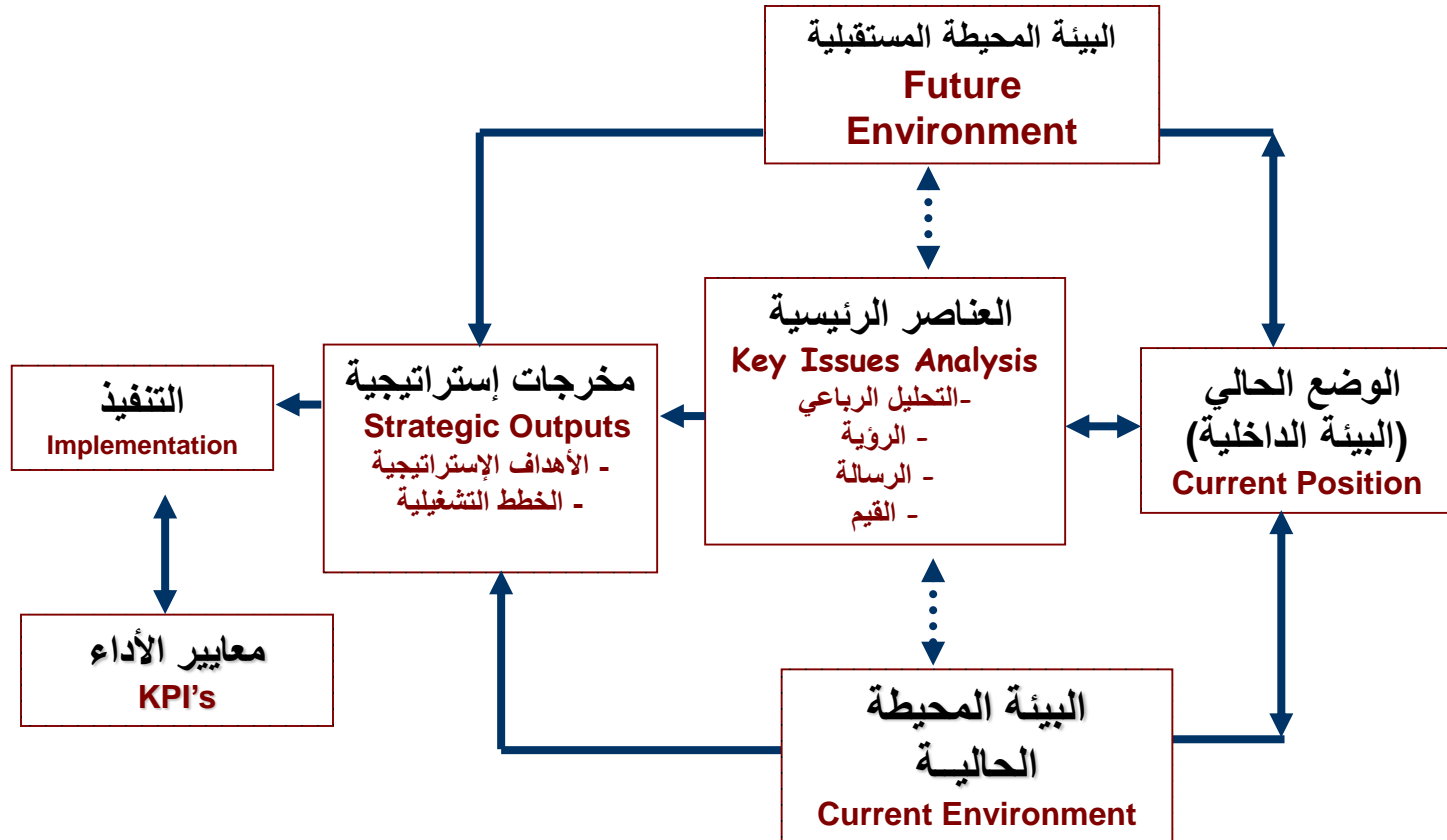 البيئة المحيطة المستقبلية
Future
Environment
العناصر الرئيسية
Key Issues Analysis
-التحليل الرباعي
- الرؤية
- الرسالة
- القيم
الوضع الحالي
(البيئة الداخلية)
Current Position
مخرجات إستراتيجية
Strategic Outputs
- الأهداف الإستراتيجية
- الخطط التشغيلية
التنفيذ
Implementation
معايير الأداء
KPI’s
البيئة المحيطة
الحاليــة
Current Environment